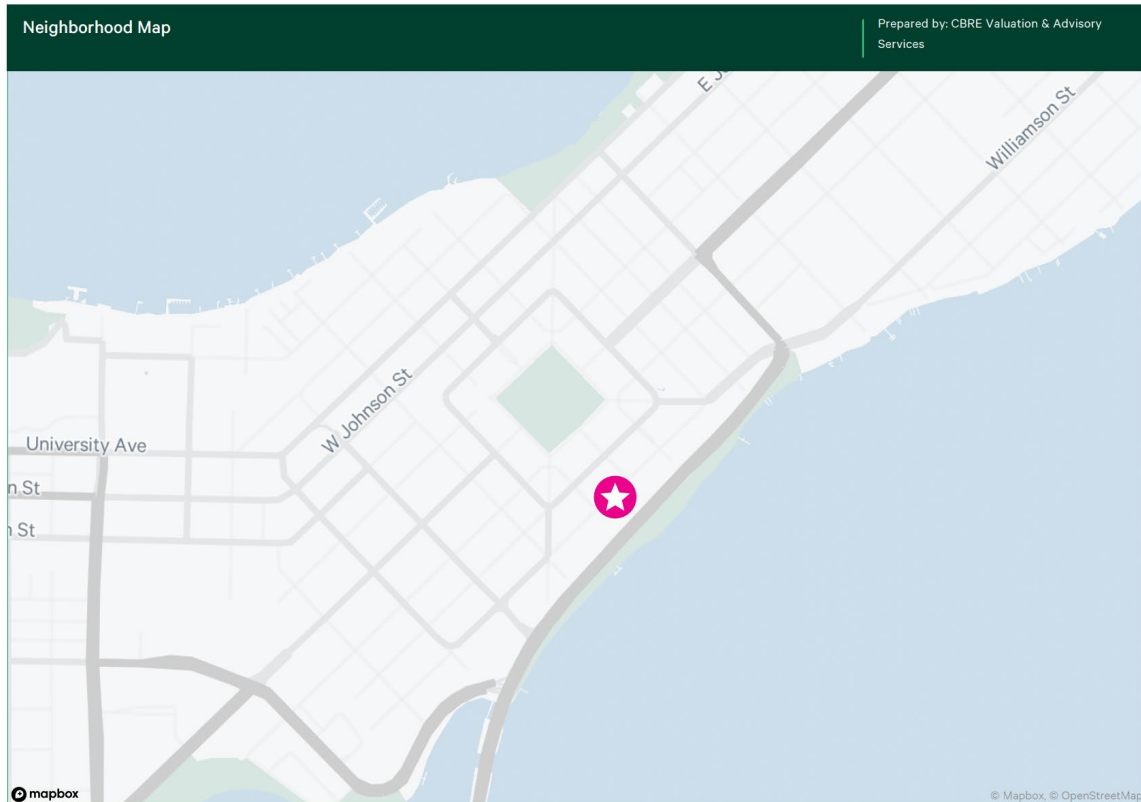 Neighborhood Map
Prepared by: CBRE Valuation & Advisory
Services
E Jo
Williamson St
W Johnson St
University Ave
n St
n St
mapbox
© Mapbox, © OpenStreetMap